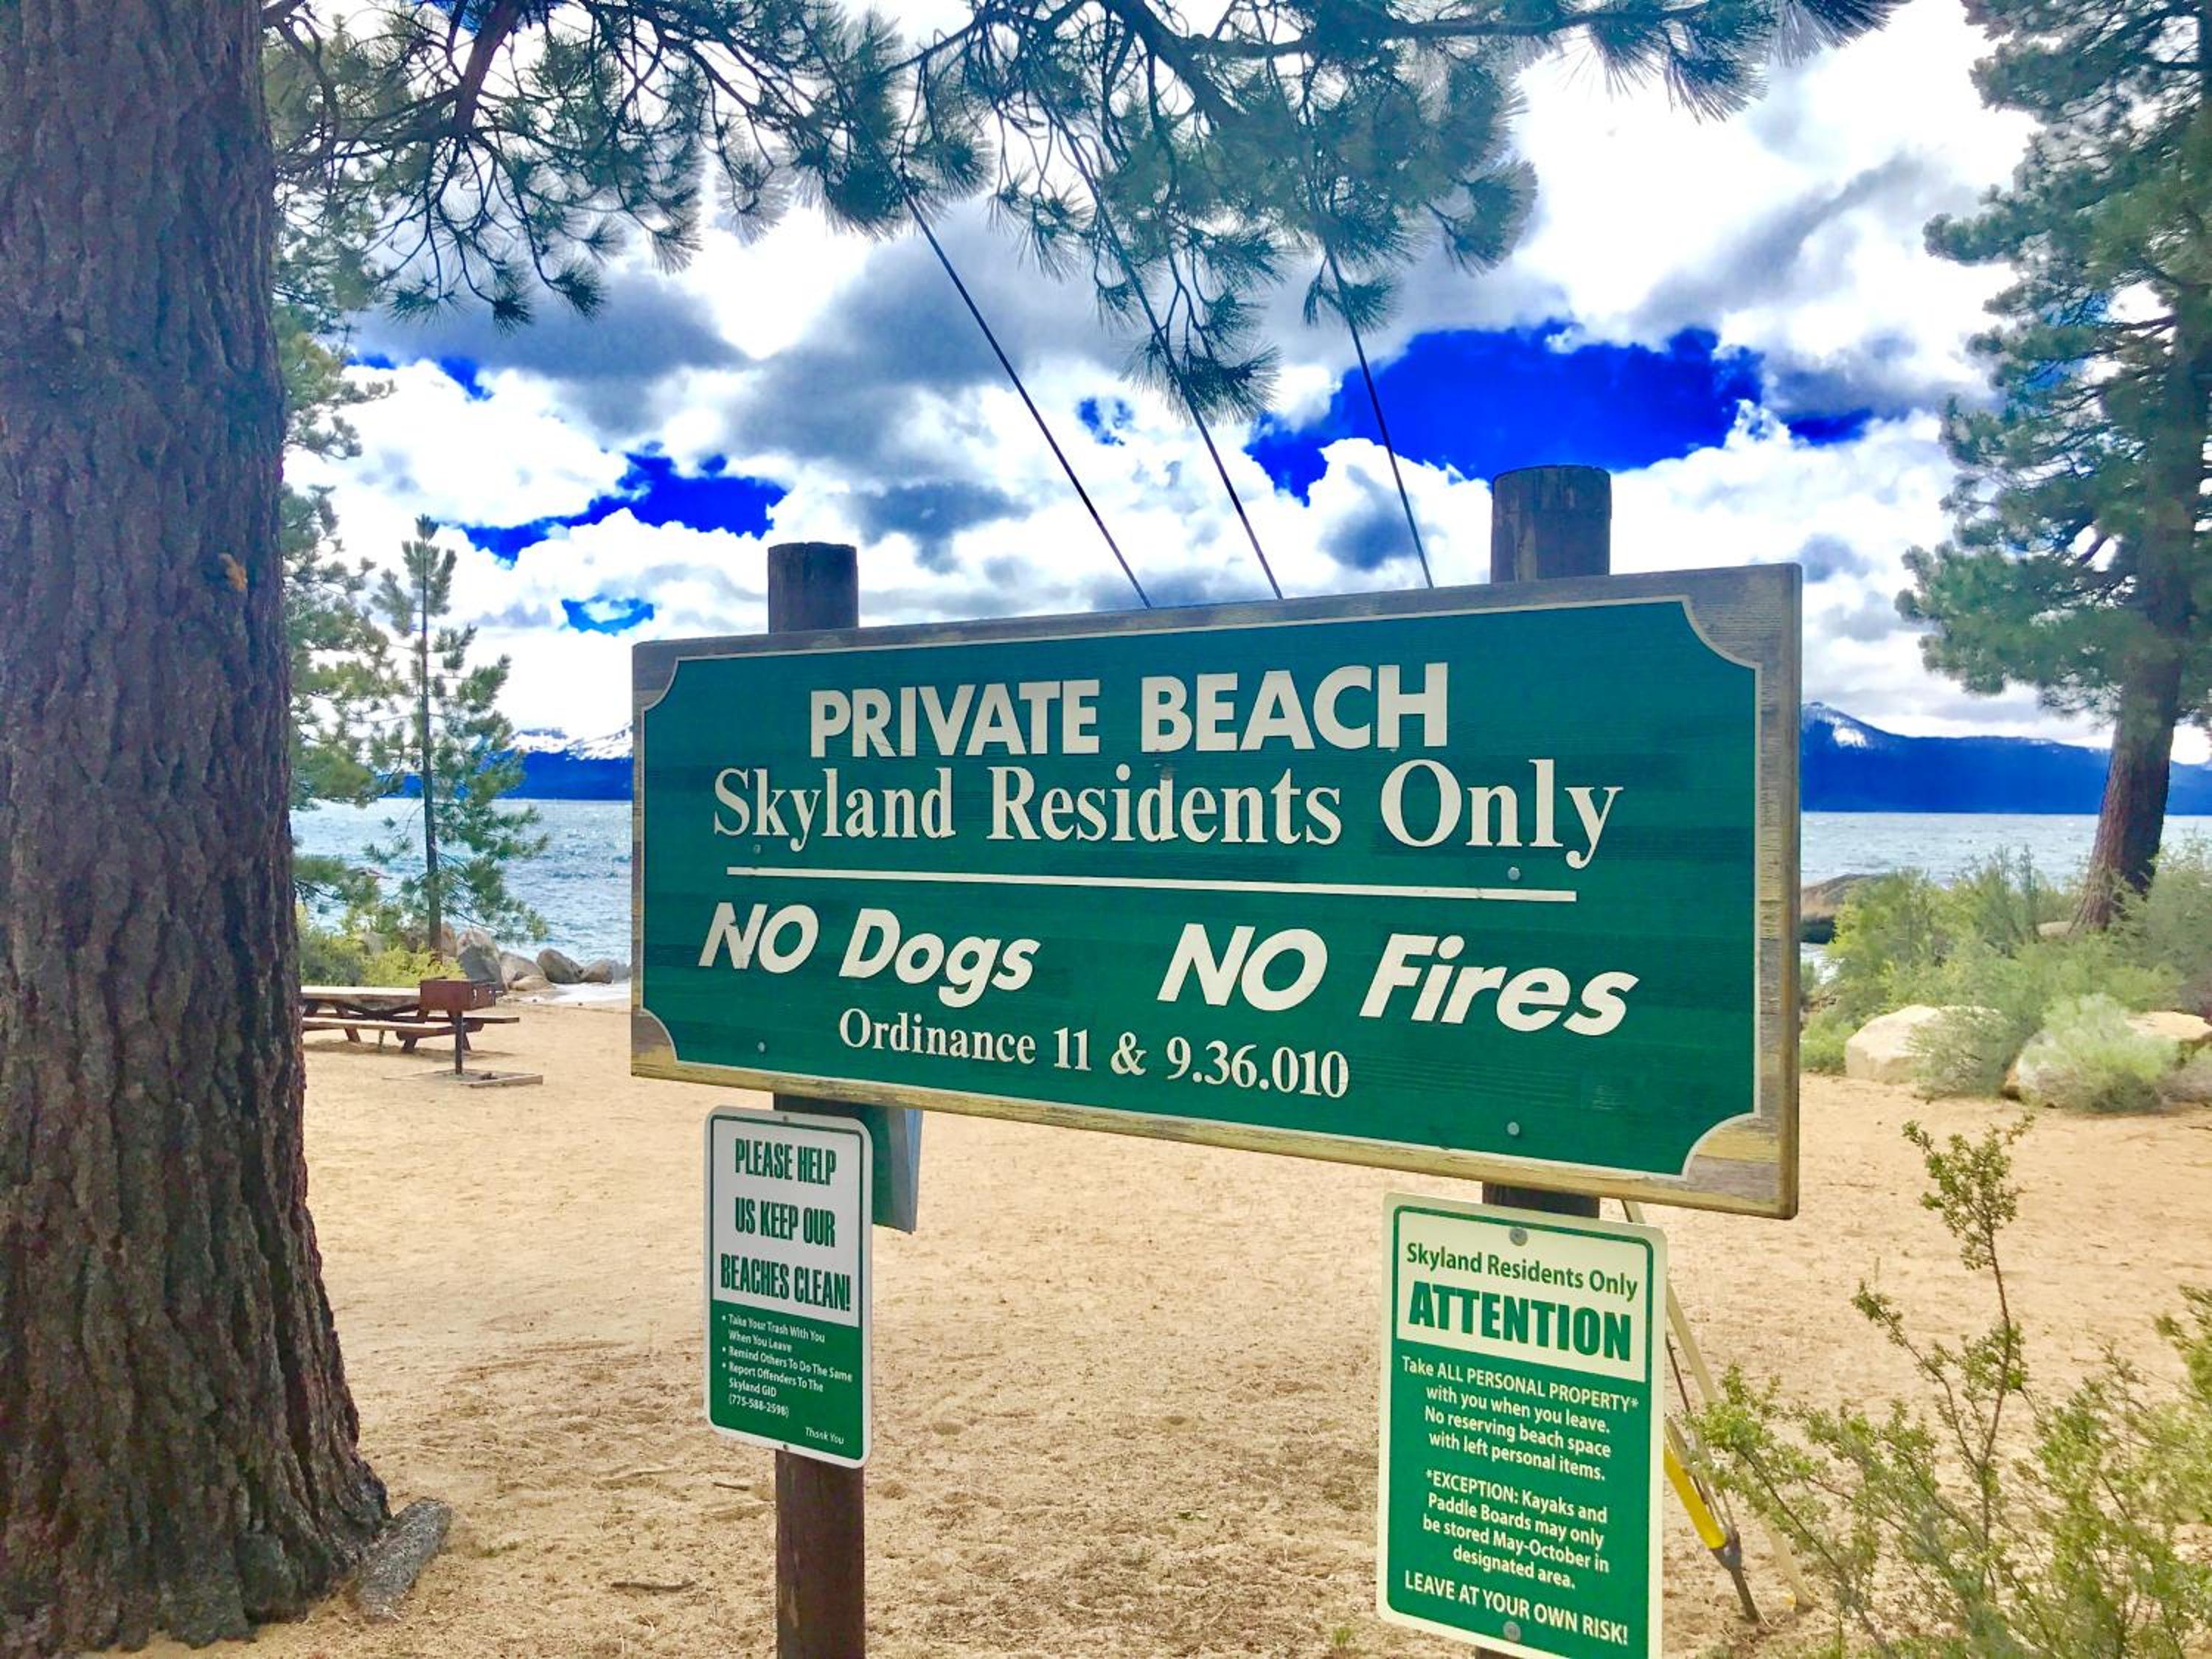 PRIVATE BEACH
Skyland Residents Only
NO Dogs NO Fires
Ordinance 11 & 9.36.010
PLEASE HELP
US KEEP OUR
BEACHES CLEAN!
• Take Your Trash With You
When You Leave
• Remind Others To Do The Same
• Report Offenders To The
Skyland GID
(775-588-2598)
Thank You
Skyland Residents Only
ATTENTION
Take ALL PERSONAL PROPERTY*
with you when you leave.
No reserving beach space
with left personal items.
*EXCEPTION: Kayaks and
Paddle Boards may only
be stored May-October in
designated area.
LEAVE AT YOUR OWN RISK!